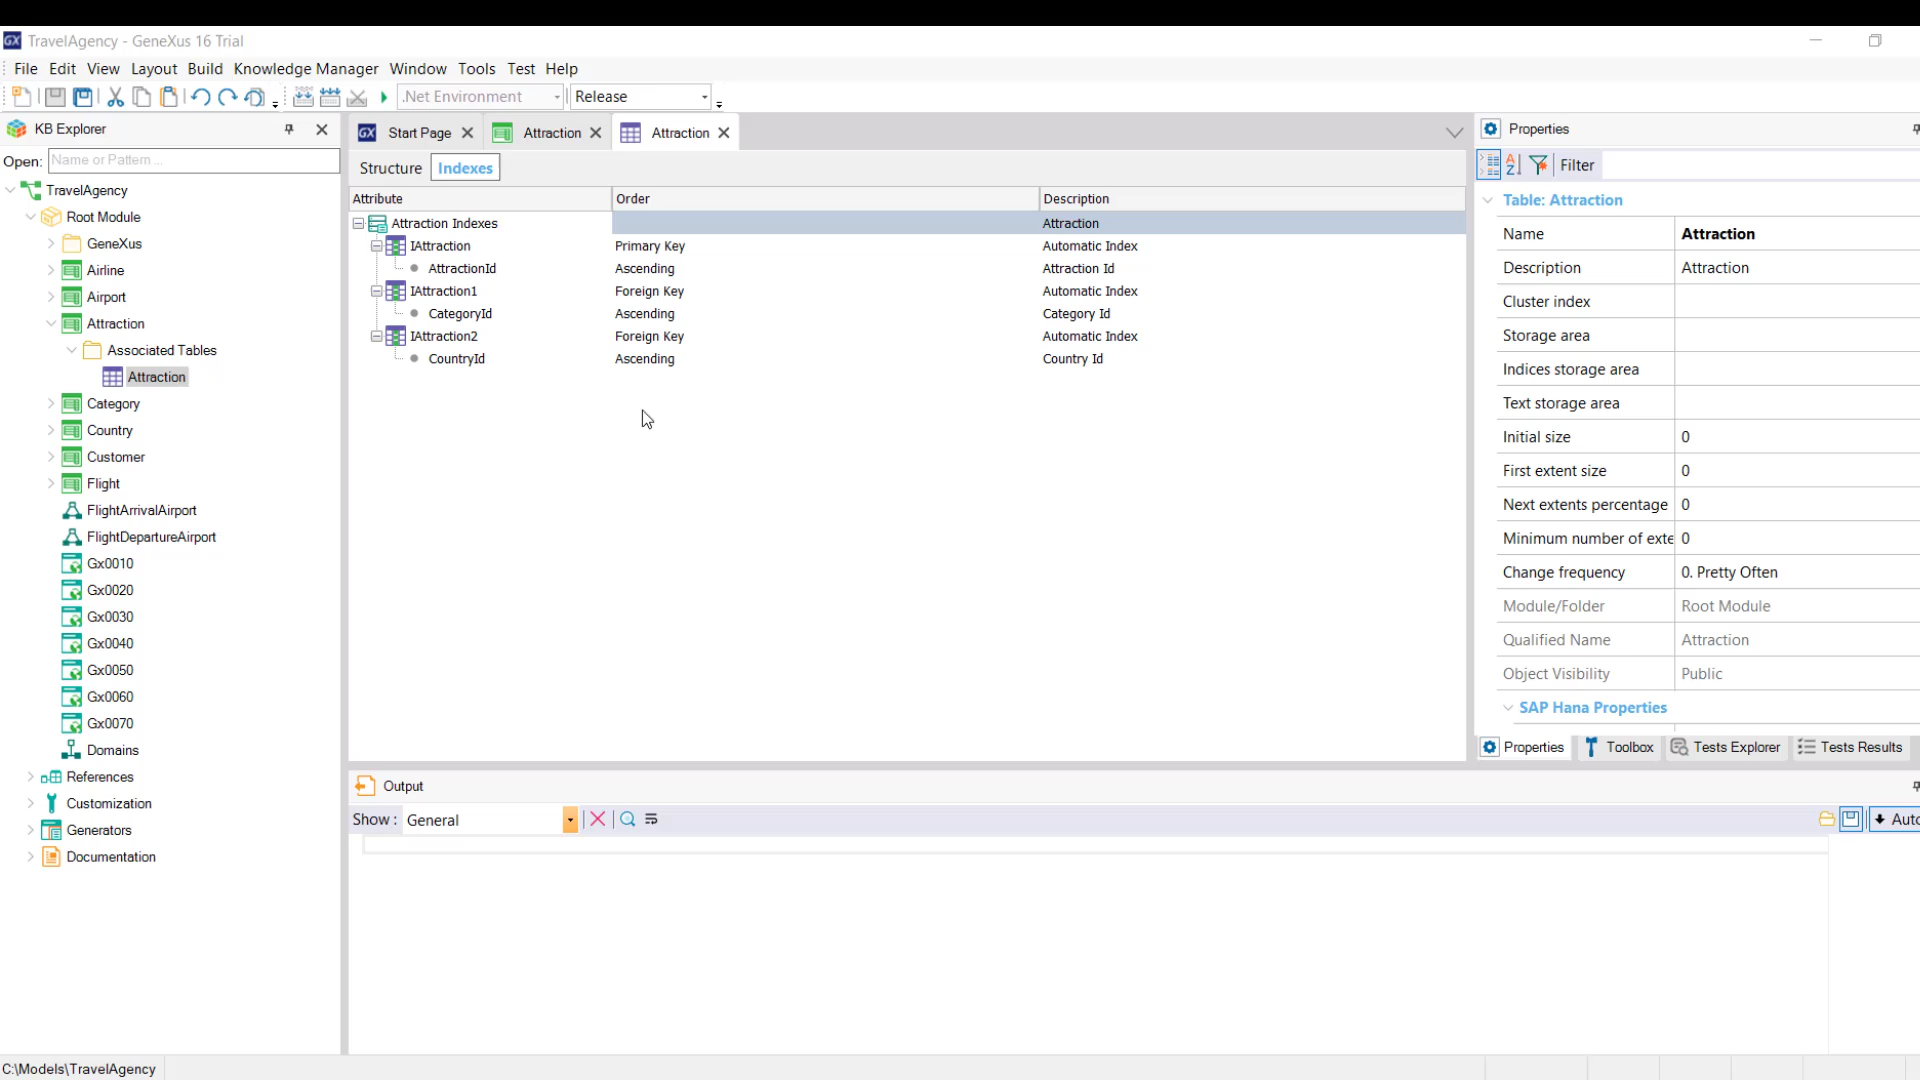 TravelAgency - GeneXus 16 Trial
File Edit View Layout Build Knowledge Manager Window Tools Test Help
.Net Environment Release
KB Explorer
Open: Name or Pattern ...
TravelAgency
Root Module
GeneXus
Airline
Airport
Attraction
Associated Tables
Attraction
Category
Country
Customer
Flight
FlightArrivalAirport
FlightDepartureAirport
Gx0010
Gx0020
Gx0030
Gx0040
Gx0050
Gx0060
Gx0070
Domains
References
Customization
Generators
Documentation
Start Page Attraction Attraction
Structure Indexes
Attribute Order Description
Attraction Indexes Attraction
IAttraction Primary Key Automatic Index
AttractionId Ascending Attraction Id
IAttraction1 Foreign Key Automatic Index
CategoryId Ascending Category Id
IAttraction2 Foreign Key Automatic Index
CountryId Ascending Country Id
Properties
Filter
Table: Attraction
Name Attraction
Description Attraction
Cluster index
Storage area
Indices storage area
Text storage area
Initial size 0
First extent size 0
Next extents percentage 0
Minimum number of exte 0
Change frequency 0. Pretty Often
Module/Folder Root Module
Qualified Name Attraction
Object Visibility Public
SAP Hana Properties
Properties Toolbox Tests Explorer Tests Results
Output
Show: General
Auto
C:\Models\TravelAgency